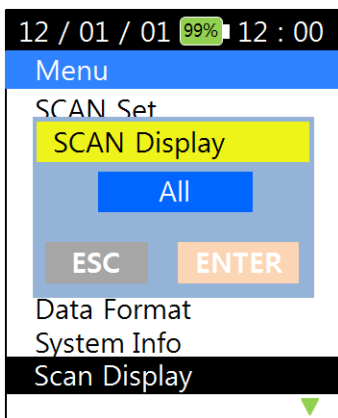 12 / 01 / 01 99% 12 : 00
Menu
SCAN Set
SCAN Display
All
ESC ENTER
Data Format
System Info
Scan Display